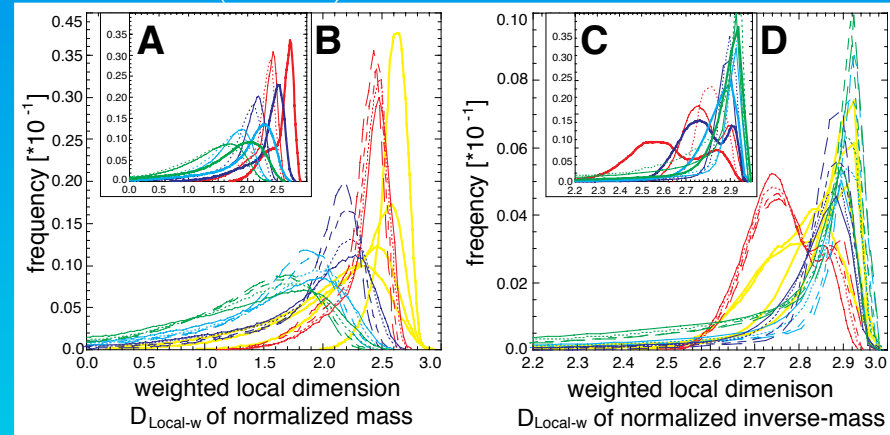 0.45
0.35
0.30
0.25
0.20
0.15
0.10
0.05
0.0
frequency [*10⁻¹]
A
B
0.35
0.30
0.25
0.20
0.15
0.10
0.05
0.0
0.0 0.5 1.0 1.5 2.0 2.5
0.0 0.5 1.0 1.5 2.0 2.5 3.0
weighted local dimension
D Local-w of normalized mass
0.10
0.08
0.06
0.04
0.02
0.0
freqency [*10⁻¹]
C
D
0.35
0.30
0.25
0.20
0.15
0.10
0.05
0.0
2.2 2.3 2.4 2.5 2.6 2.7 2.8 2.9
2.2 2.3 2.4 2.5 2.6 2.7 2.8 2.9 3.0
weighted local dimenison
D Local-w of normalized inverse-mass